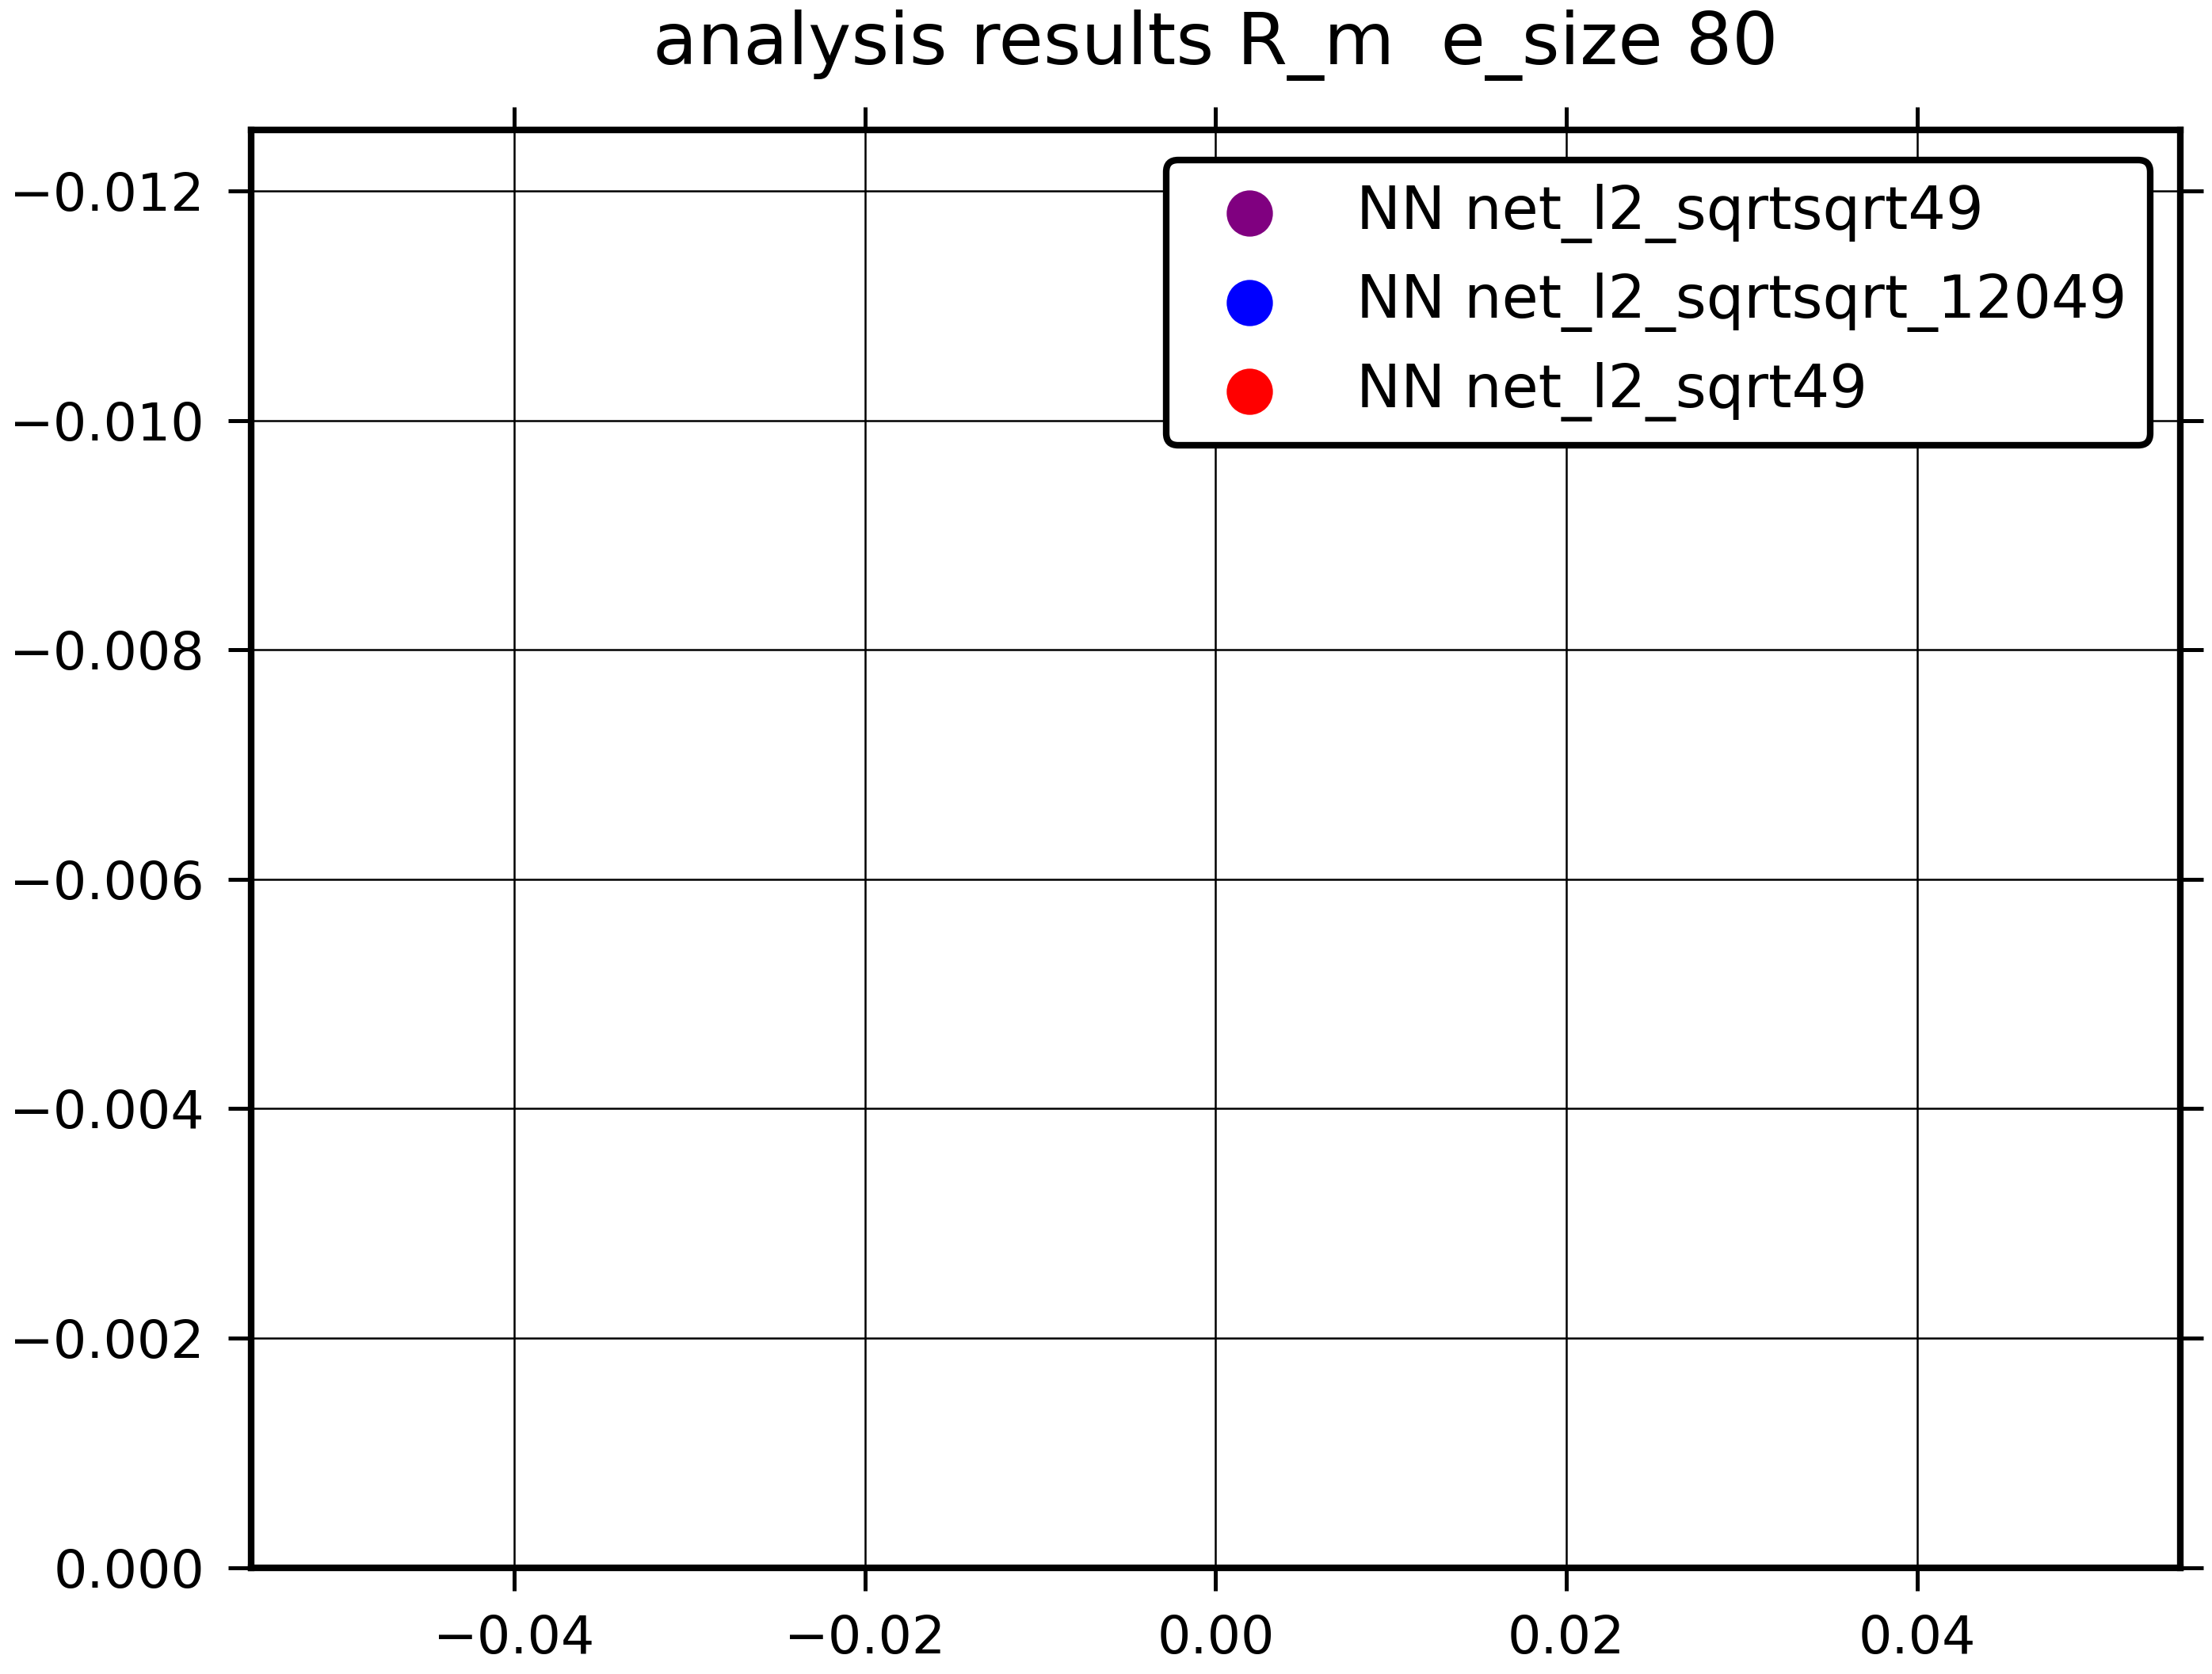 analysis results R_m  e_size 80
NN net_l2_sqrtsqrt49
NN net_l2_sqrtsqrt_12049
NN net_l2_sqrt49
−0.012
−0.010
−0.008
−0.006
−0.004
−0.002
0.000
−0.04 −0.02 0.00 0.02 0.04